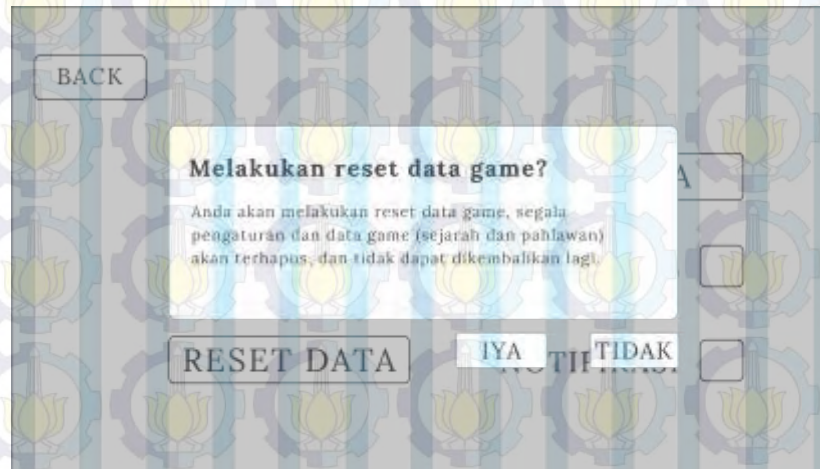 BACK
Melakukan reset data game?
Anda akan melakukan reset data game, segala
pengaturan dan data game (sejarah dan pahlawan)
akan terhapus, dan tidak dapat dikembalikan lagi.
RESET DATA
IYA
TIDAK